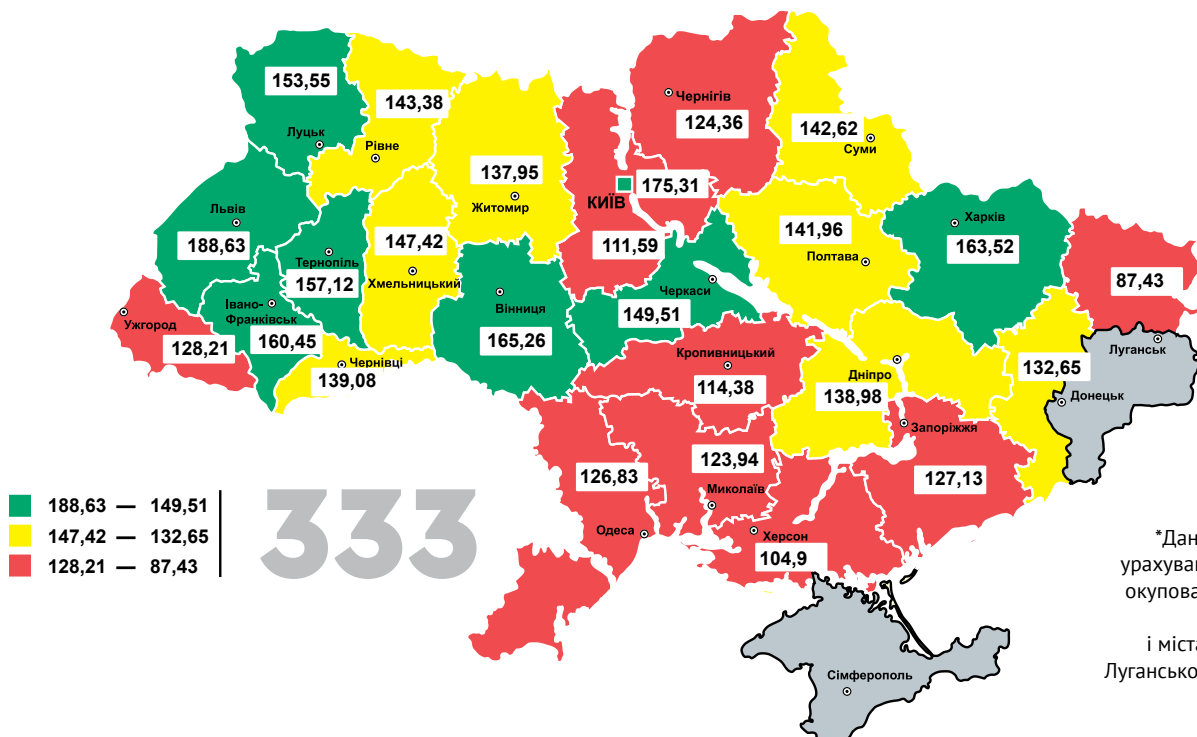 153,55
Луцьк
143,38
Рівне
137,95
Житомир
Чернігів
124,36
142,62
Суми
КИЇВ
175,31
111,59
Львів
188,63
Тернопіль
157,12
147,42
Хмельницький
141,96
Полтава
Харків
163,52
87,43
Луганськ
Ужгород
128,21
Івано-
Франківськ
160,45
Чернівці
139,08
Вінниця
165,26
Черкаси
149,51
Кропивницький
114,38
Дніпро
138,98
132,65
Донецьк
Запоріжжя
127,13
126,83
Одеса
123,94
Миколаїв
Херсон
104,9
Сімферополь
188,63 — 149,51
147,42 — 132,65
128,21 — 87,43
333
*Дан
урахуван
окупова
і міста
Лугансько